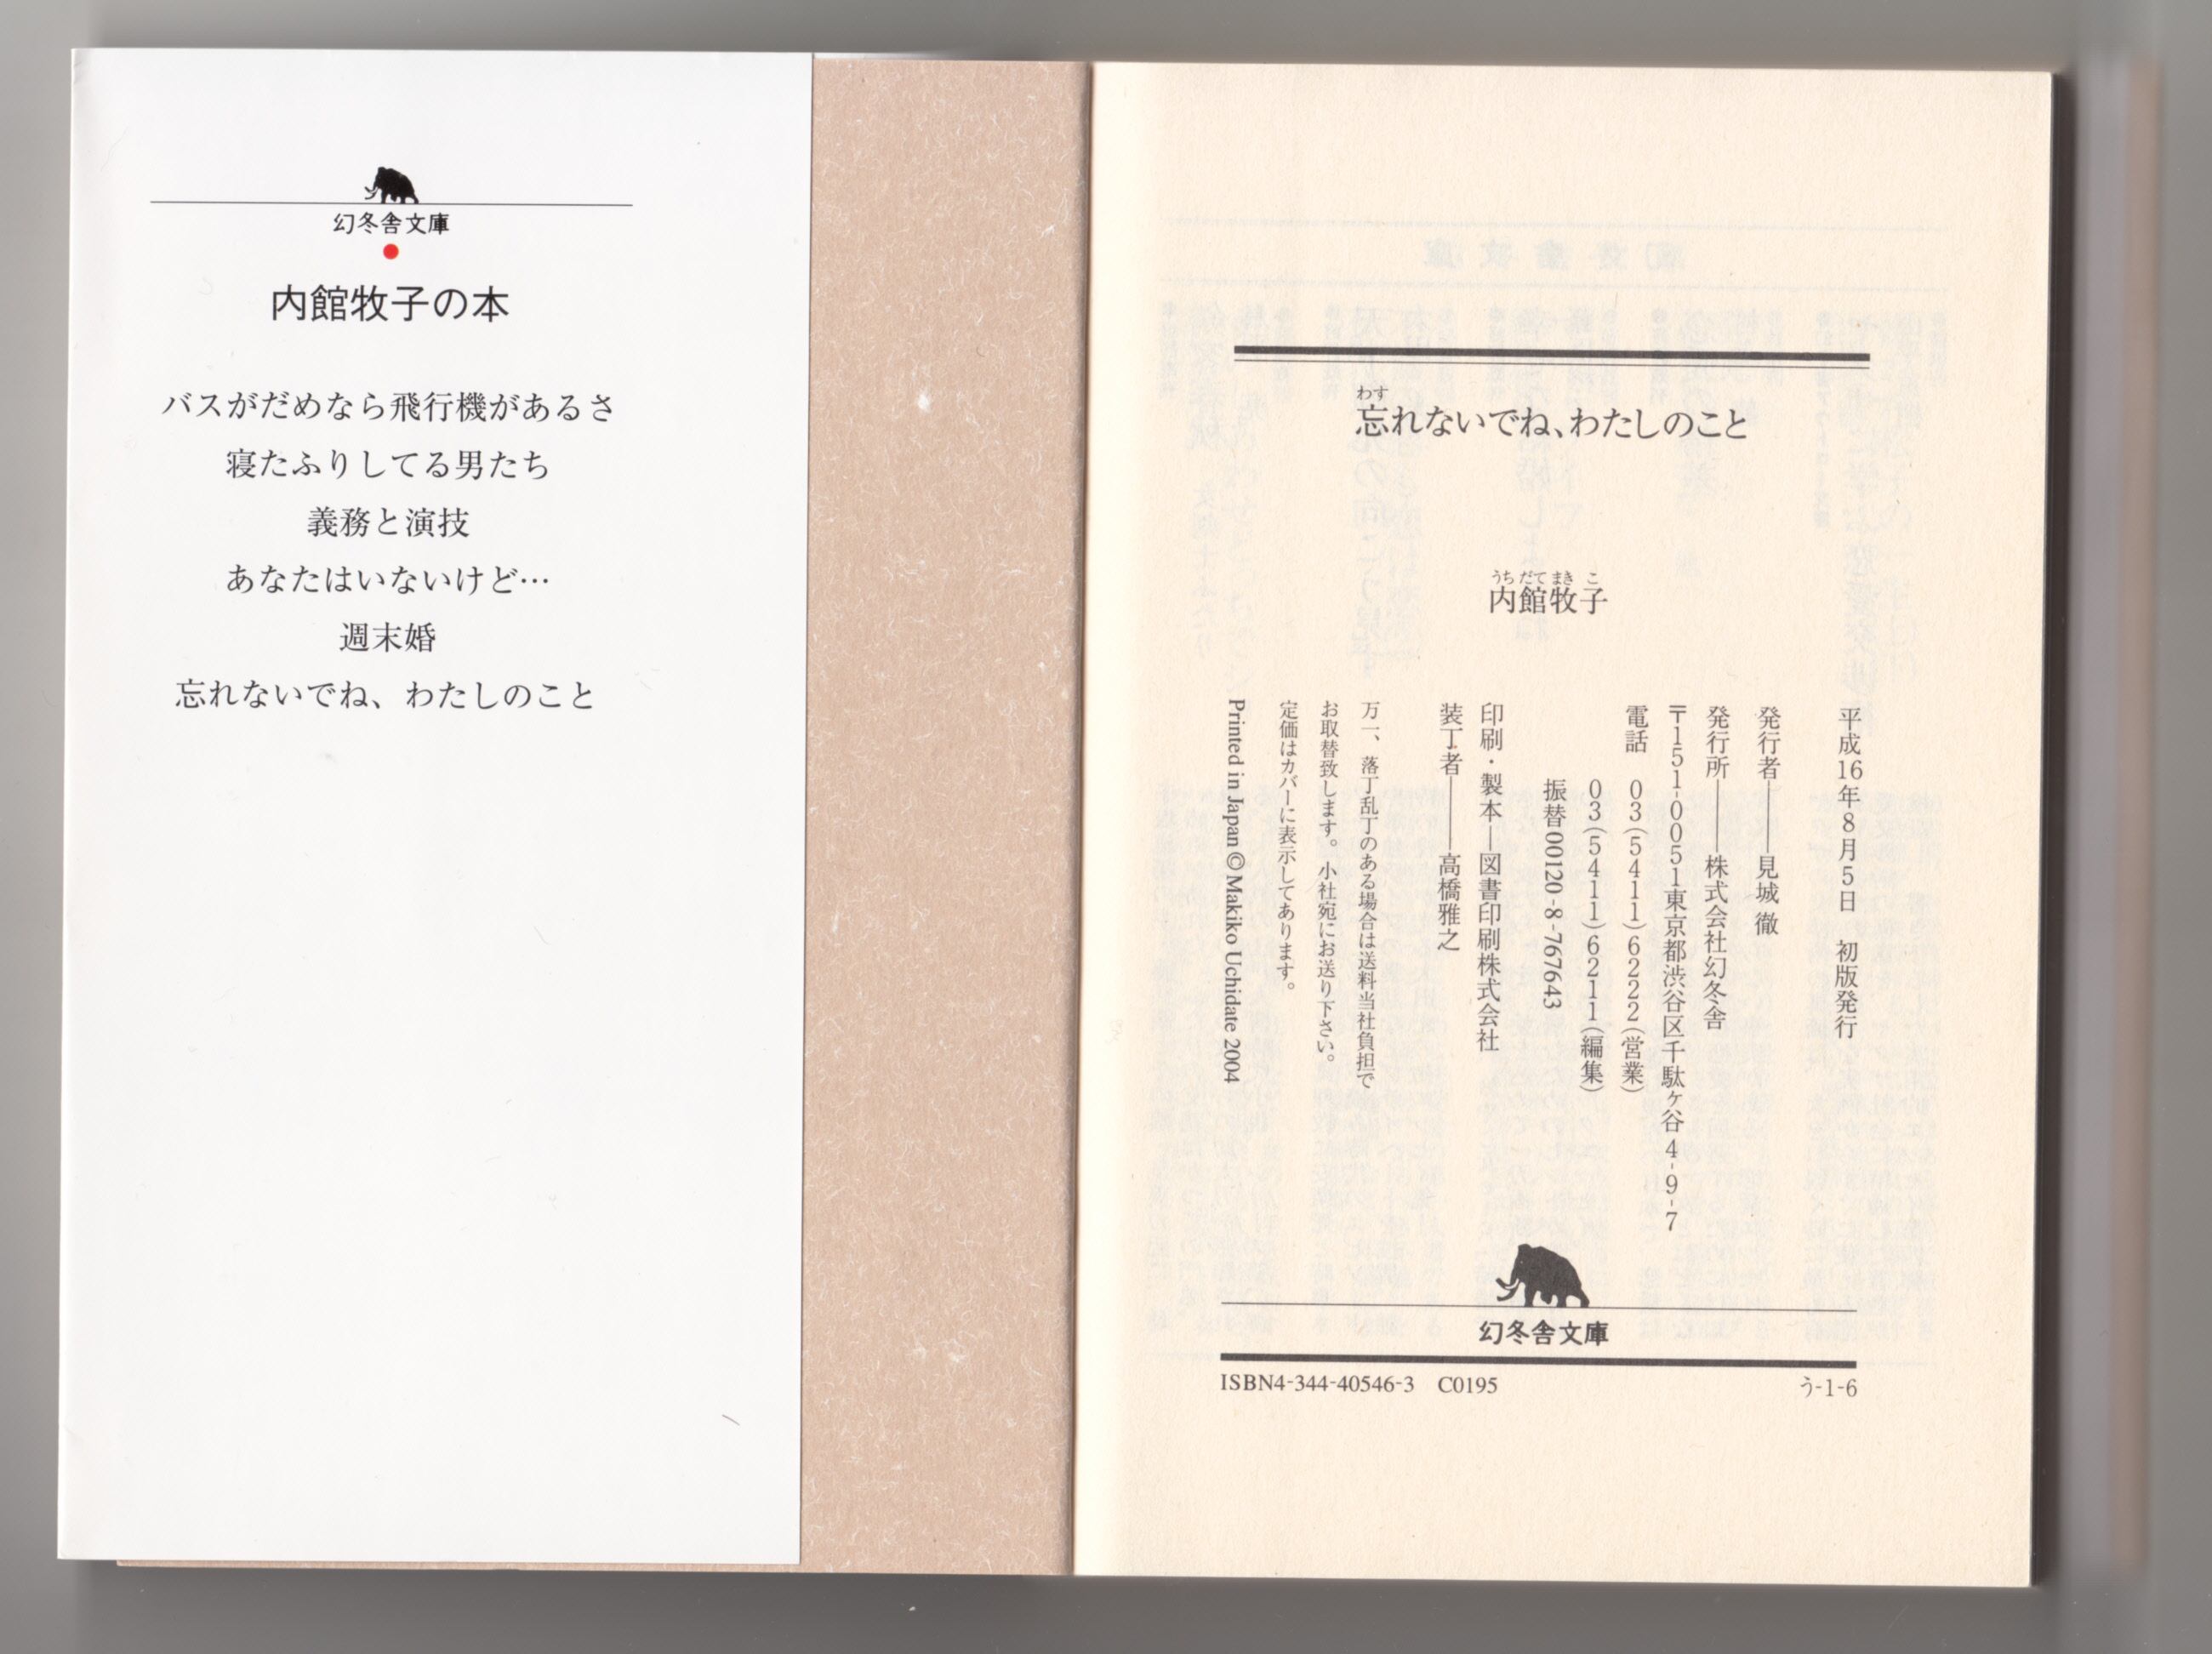 幻冬舎文庫
内館牧子の本
バスがだめなら飛行機があるさ
寝たふりしてる男たち
義務と演技
あなたはいないけど…
週末婚
忘れないでね、わたしのこと
わす
忘れないでね、わたしのこと
うちだてまきこ
内館牧子
平成16年8月5日　初版発行
発行者――見城 徹
発行所――株式会社幻冬舎
〒151-0051東京都渋谷区千駄ヶ谷4-9-7
電話　03(5411)6222(営業)
03(5411)6211(編集)
振替00120-8-767643
印刷・製本―図書印刷株式会社
装丁者――高橋雅之
万一、落丁乱丁のある場合は送料当社負担で
お取替致します。小社宛にお送り下さい。
定価はカバーに表示してあります。
Printed in Japan © Makiko Uchidate 2004
幻冬舎文庫
ISBN4-344-40546-3　C0195
う-1-6